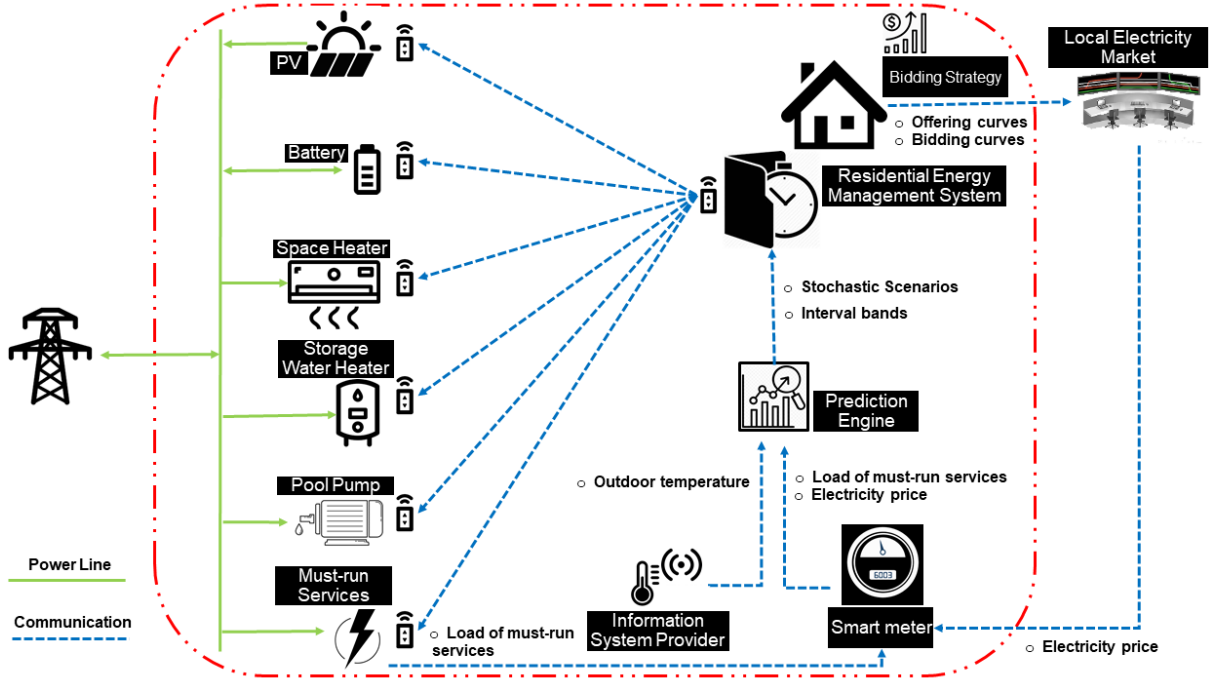 PV
Battery
Space Heater
Storage
Water Heater
Pool Pump
Must-run
Services
Power Line
Communication
Bidding Strategy
Local Electricity
Market
Offering curves
Bidding curves
Residential Energy
Management System
Stochastic Scenarios
Interval bands
Prediction
Engine
Outdoor temperature
Load of must-run services
Electricity price
6003
Information
System Provider
Smart meter
Load of must-run
services
Electricity price